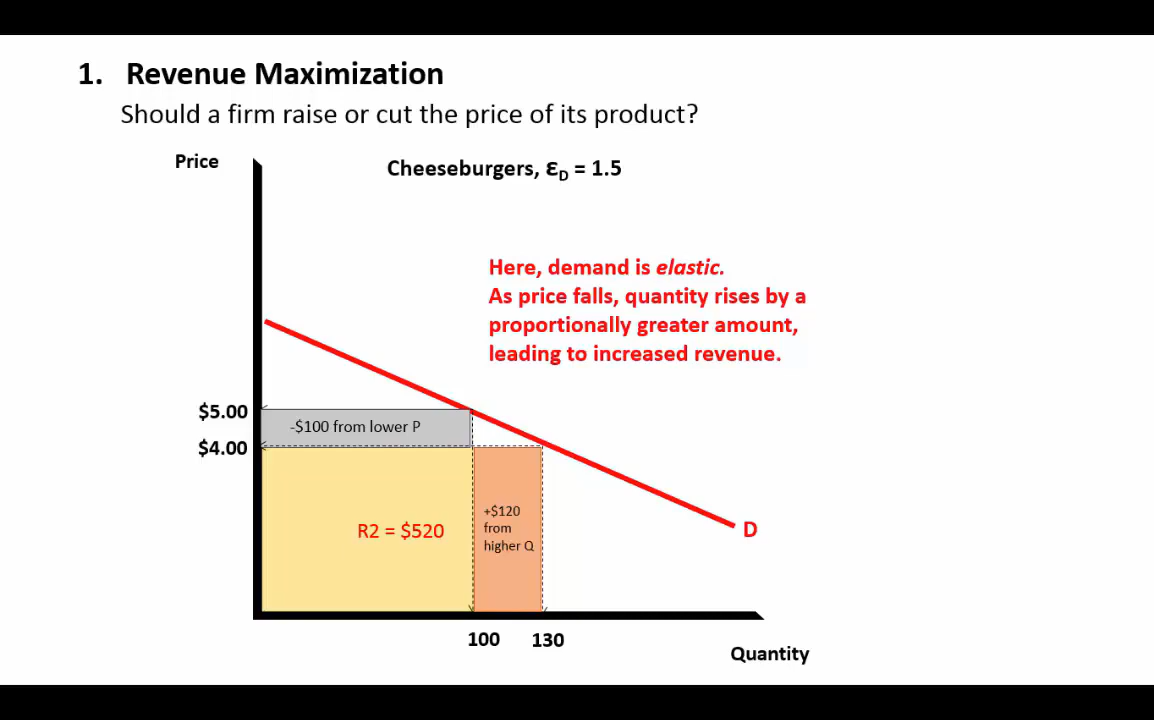 1. Revenue Maximization
Should a firm raise or cut the price of its product?
Price
Cheeseburgers, ƐD = 1.5
Here, demand is elastic.
As price falls, quantity rises by a
proportionally greater amount,
leading to increased revenue.
$5.00
-$100 from lower P
$4.00
R2 = $520
+$120
from
higher Q
D
100
130
Quantity